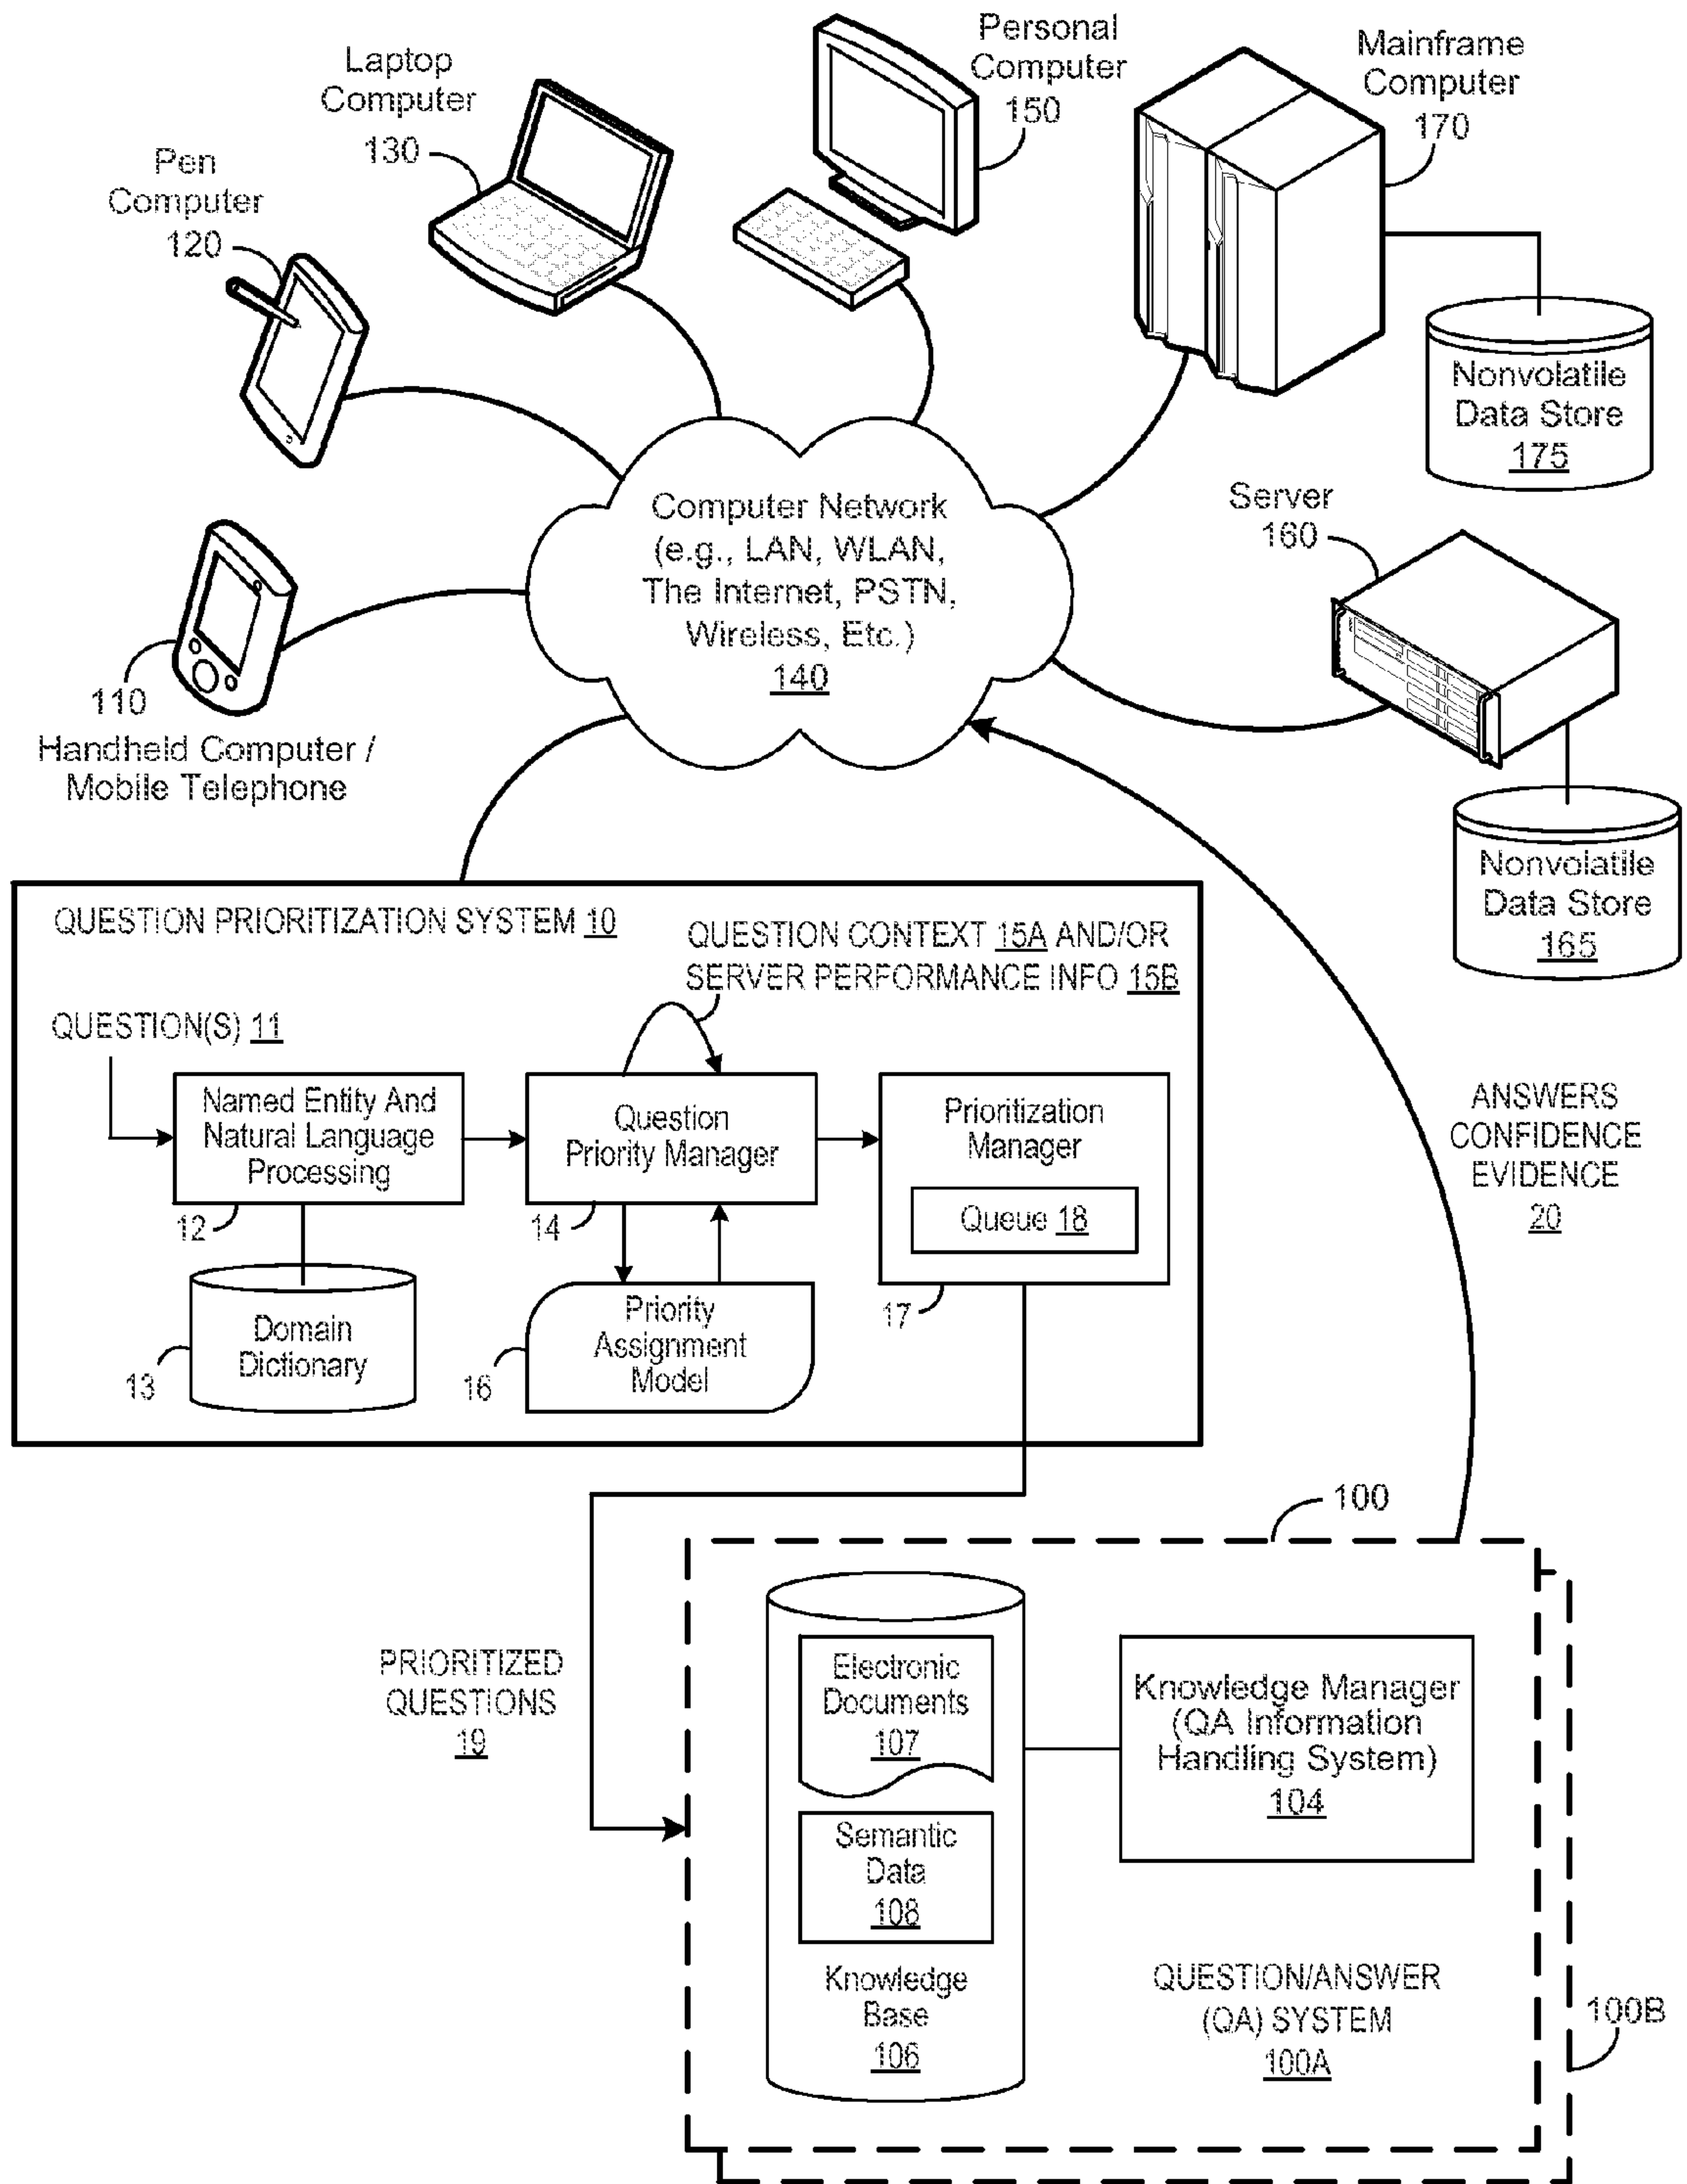 Laptop
Computer
130
Personal
Computer
150
Mainframe
Computer
170
Pen
Computer
120
Nonvolatile
Data Store
175
Computer Network
(e.g., LAN, WLAN,
The Internet, PSTN,
Wireless, Etc.)
140
Server
160
110
Handheld Computer /
Mobile Telephone
Nonvolatile
Data Store
165
QUESTION PRIORITIZATION SYSTEM 10
QUESTION CONTEXT 15A AND/OR
SERVER PERFORMANCE INFO 15B
QUESTION(S) 11
Named Entity And
Natural Language
Processing
12
Question
Priority Manager
14
Prioritization
Manager
Queue 18
17
Domain
Dictionary
13
Priority
Assignment
Model
16
ANSWERS
CONFIDENCE
EVIDENCE
20
PRIORITIZED
QUESTIONS
19
100
Electronic
Documents
107
Semantic
Data
108
Knowledge
Base
106
Knowledge Manager
(QA Information
Handling System)
104
QUESTION/ANSWER
(QA) SYSTEM
100A
100B